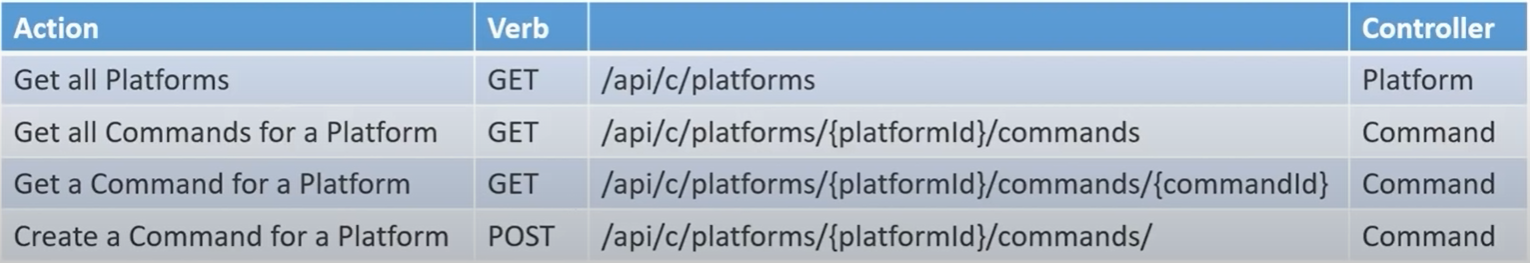 Action Verb Controller
Get all Platforms GET /api/c/platforms Platform
Get all Commands for a Platform GET /api/c/platforms/{platformId}/commands Command
Get a Command for a Platform GET /api/c/platforms/{platformId}/commands/{commandId} Command
Create a Command for a Platform POST /api/c/platforms/{platformId}/commands/ Command